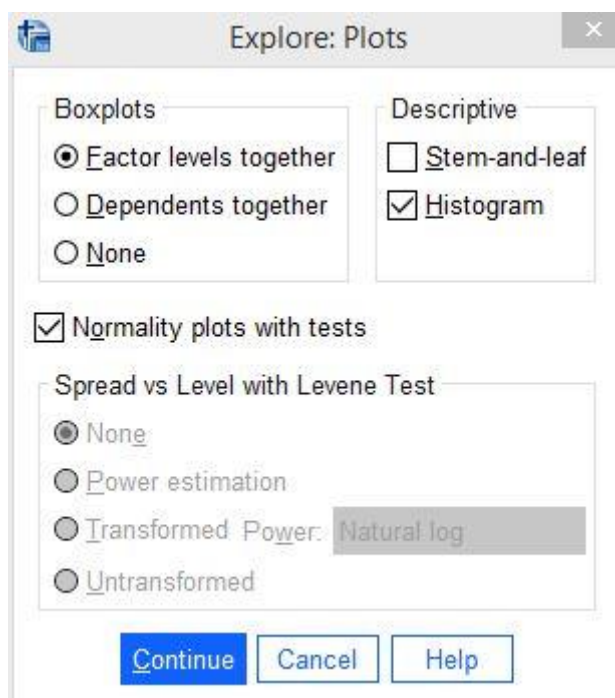 Explore: Plots
Boxplots
Factor levels together
Dependents together
None
Descriptive
Stem-and-leaf
Histogram
Normality plots with tests
Spread vs Level with Levene Test
None
Power estimation
Transformed Power: Natural log
Untransformed
Continue Cancel Help